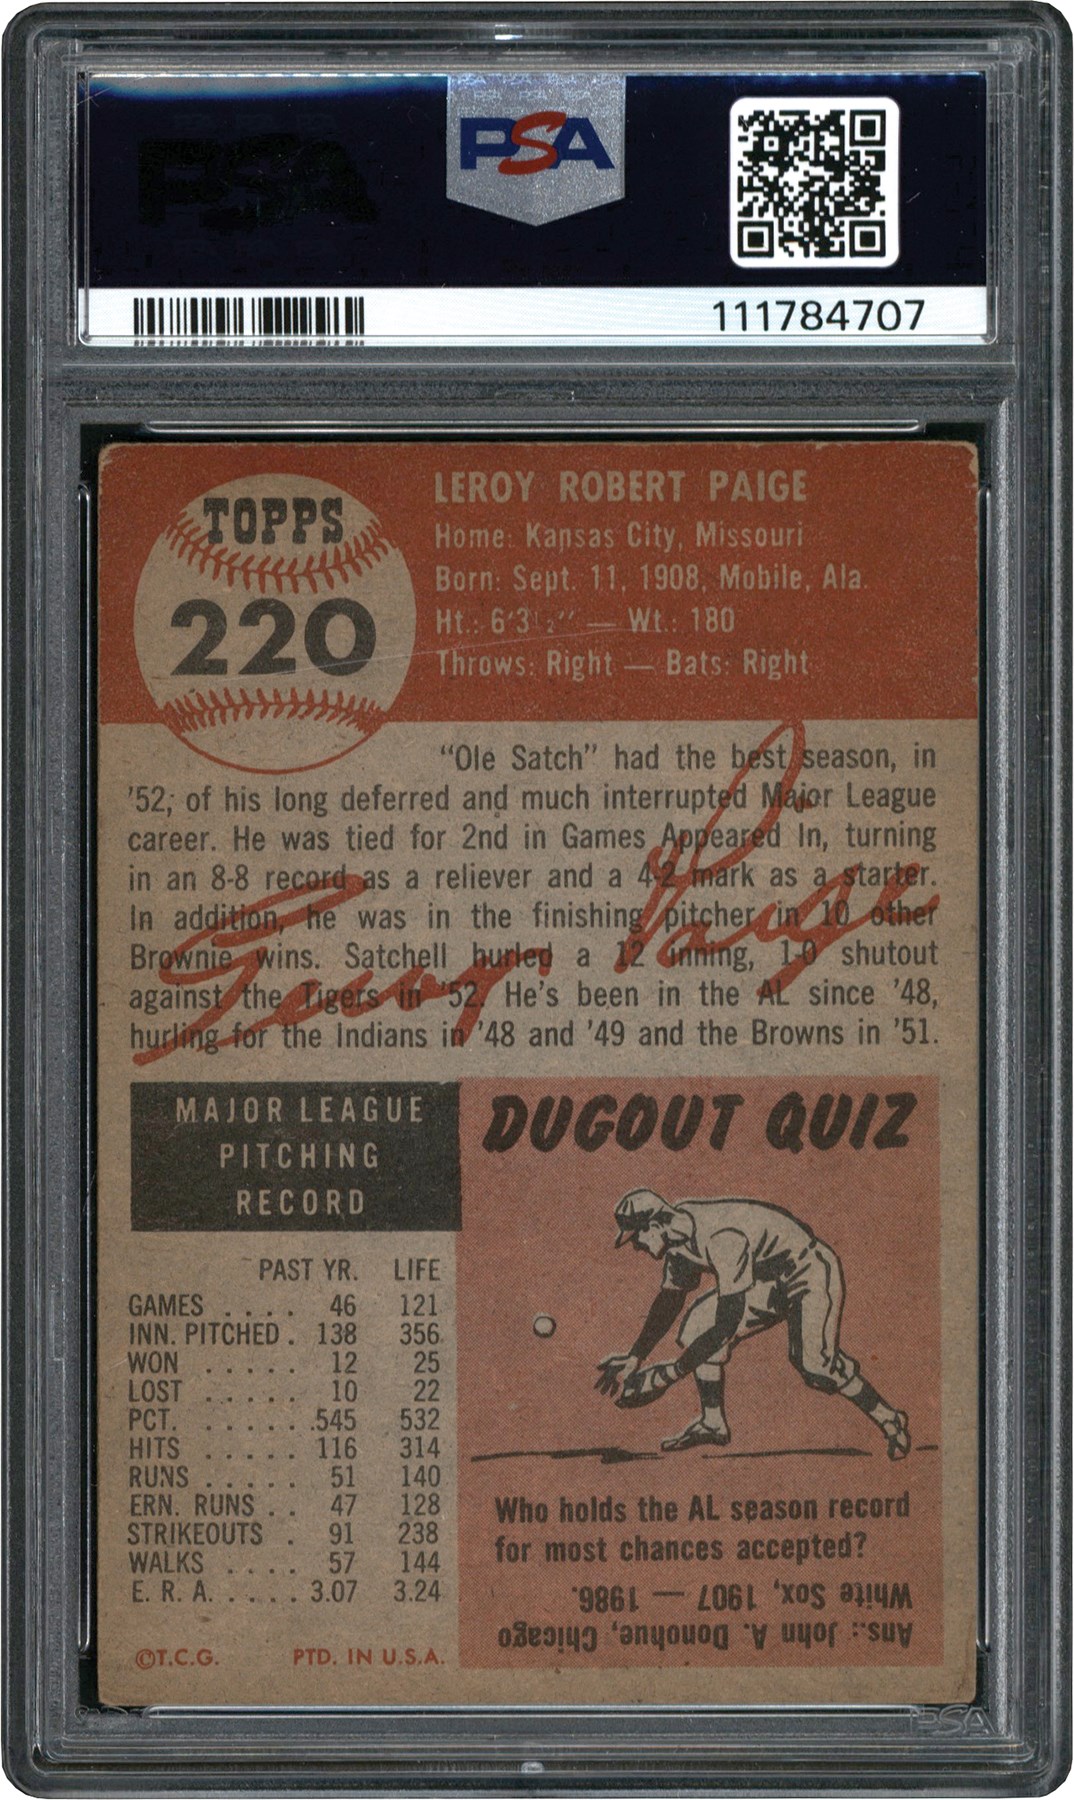 PSA
PSA
111784707
TOPPS
220
LEROY ROBERT PAIGE
Home: Kansas City, Missouri
Born: Sept. 11, 1908, Mobile, Ala.
Ht.: 6'3½" — Wt.: 180
Throws: Right — Bats: Right
"Ole Satch" had the best season, in
'52, of his long deferred and much interrupted Major League
career. He was tied for 2nd in Games Appeared In, turning
in an 8-8 record as a reliever and a 4-2 mark as a starter.
In addition, he was in the finishing pitcher in 10 other
Brownie wins. Satchell hurled a 12 inning, 1-0 shutout
against the Tigers in '52. He's been in the AL since '48,
hurling for the Indians in '48 and '49 and the Browns in '51.
Leroy Paige
MAJOR LEAGUE
PITCHING
RECORD
PAST YR. LIFE
GAMES .... 46 121
INN. PITCHED . 138 356
WON ..... 12 25
LOST ..... 10 22
PCT. ...... .545 532
HITS ..... 116 314
RUNS ..... 51 140
ERN. RUNS .. 47 128
STRIKEOUTS . 91 238
WALKS .... 57 144
E. R. A. .... 3.07 3.24
©T.C.G. PTD. IN U.S.A.
DUGOUT QUIZ
Who holds the AL season record
for most chances accepted?
Ans.: John A. Donohue, Chicago
White Sox, 1907 — 1986.
PSA